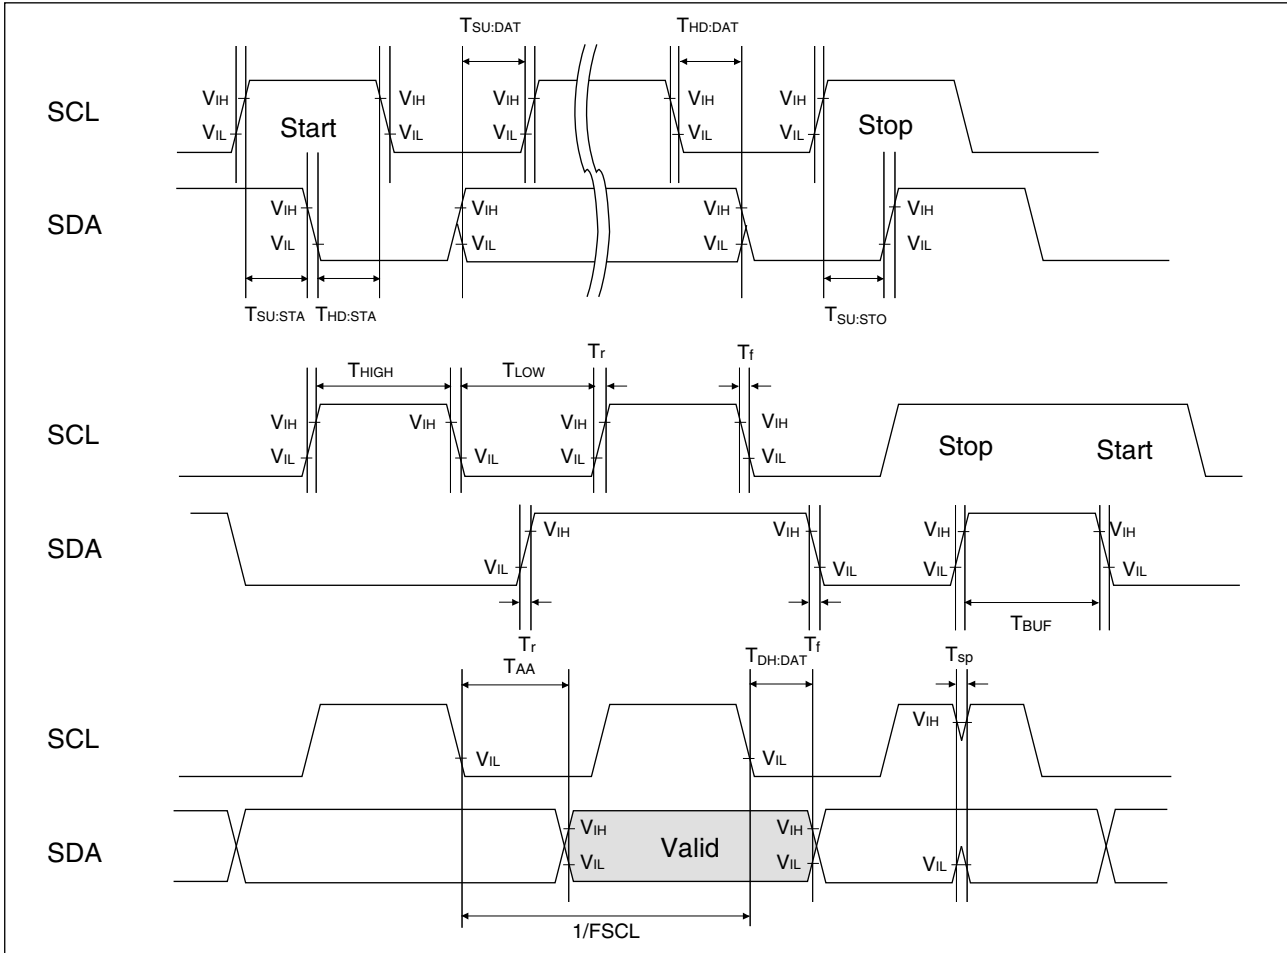 TSU:DAT THD:DAT
SCL VIH VIH VIH VIH VIH
VIL Start VIL VIL VIL VIL Stop
SDA VIH VIH VIH VIH
VIL VIL VIL VIL
TSU:STA THD:STA TSU:STO
Tr Tf
THIGH TLOW
SCL VIH VIH VIH VIH
VIL VIL VIL VIL Stop Start
SDA VIH VIH VIH VIH
VIL VIL VIL VIL
TBUF
Tr Tf
TAA TDH:DAT Tsp
VIH
SCL VIL VIL
VIH VIH
SDA Valid
VIL VIL VIL
1/FSCL